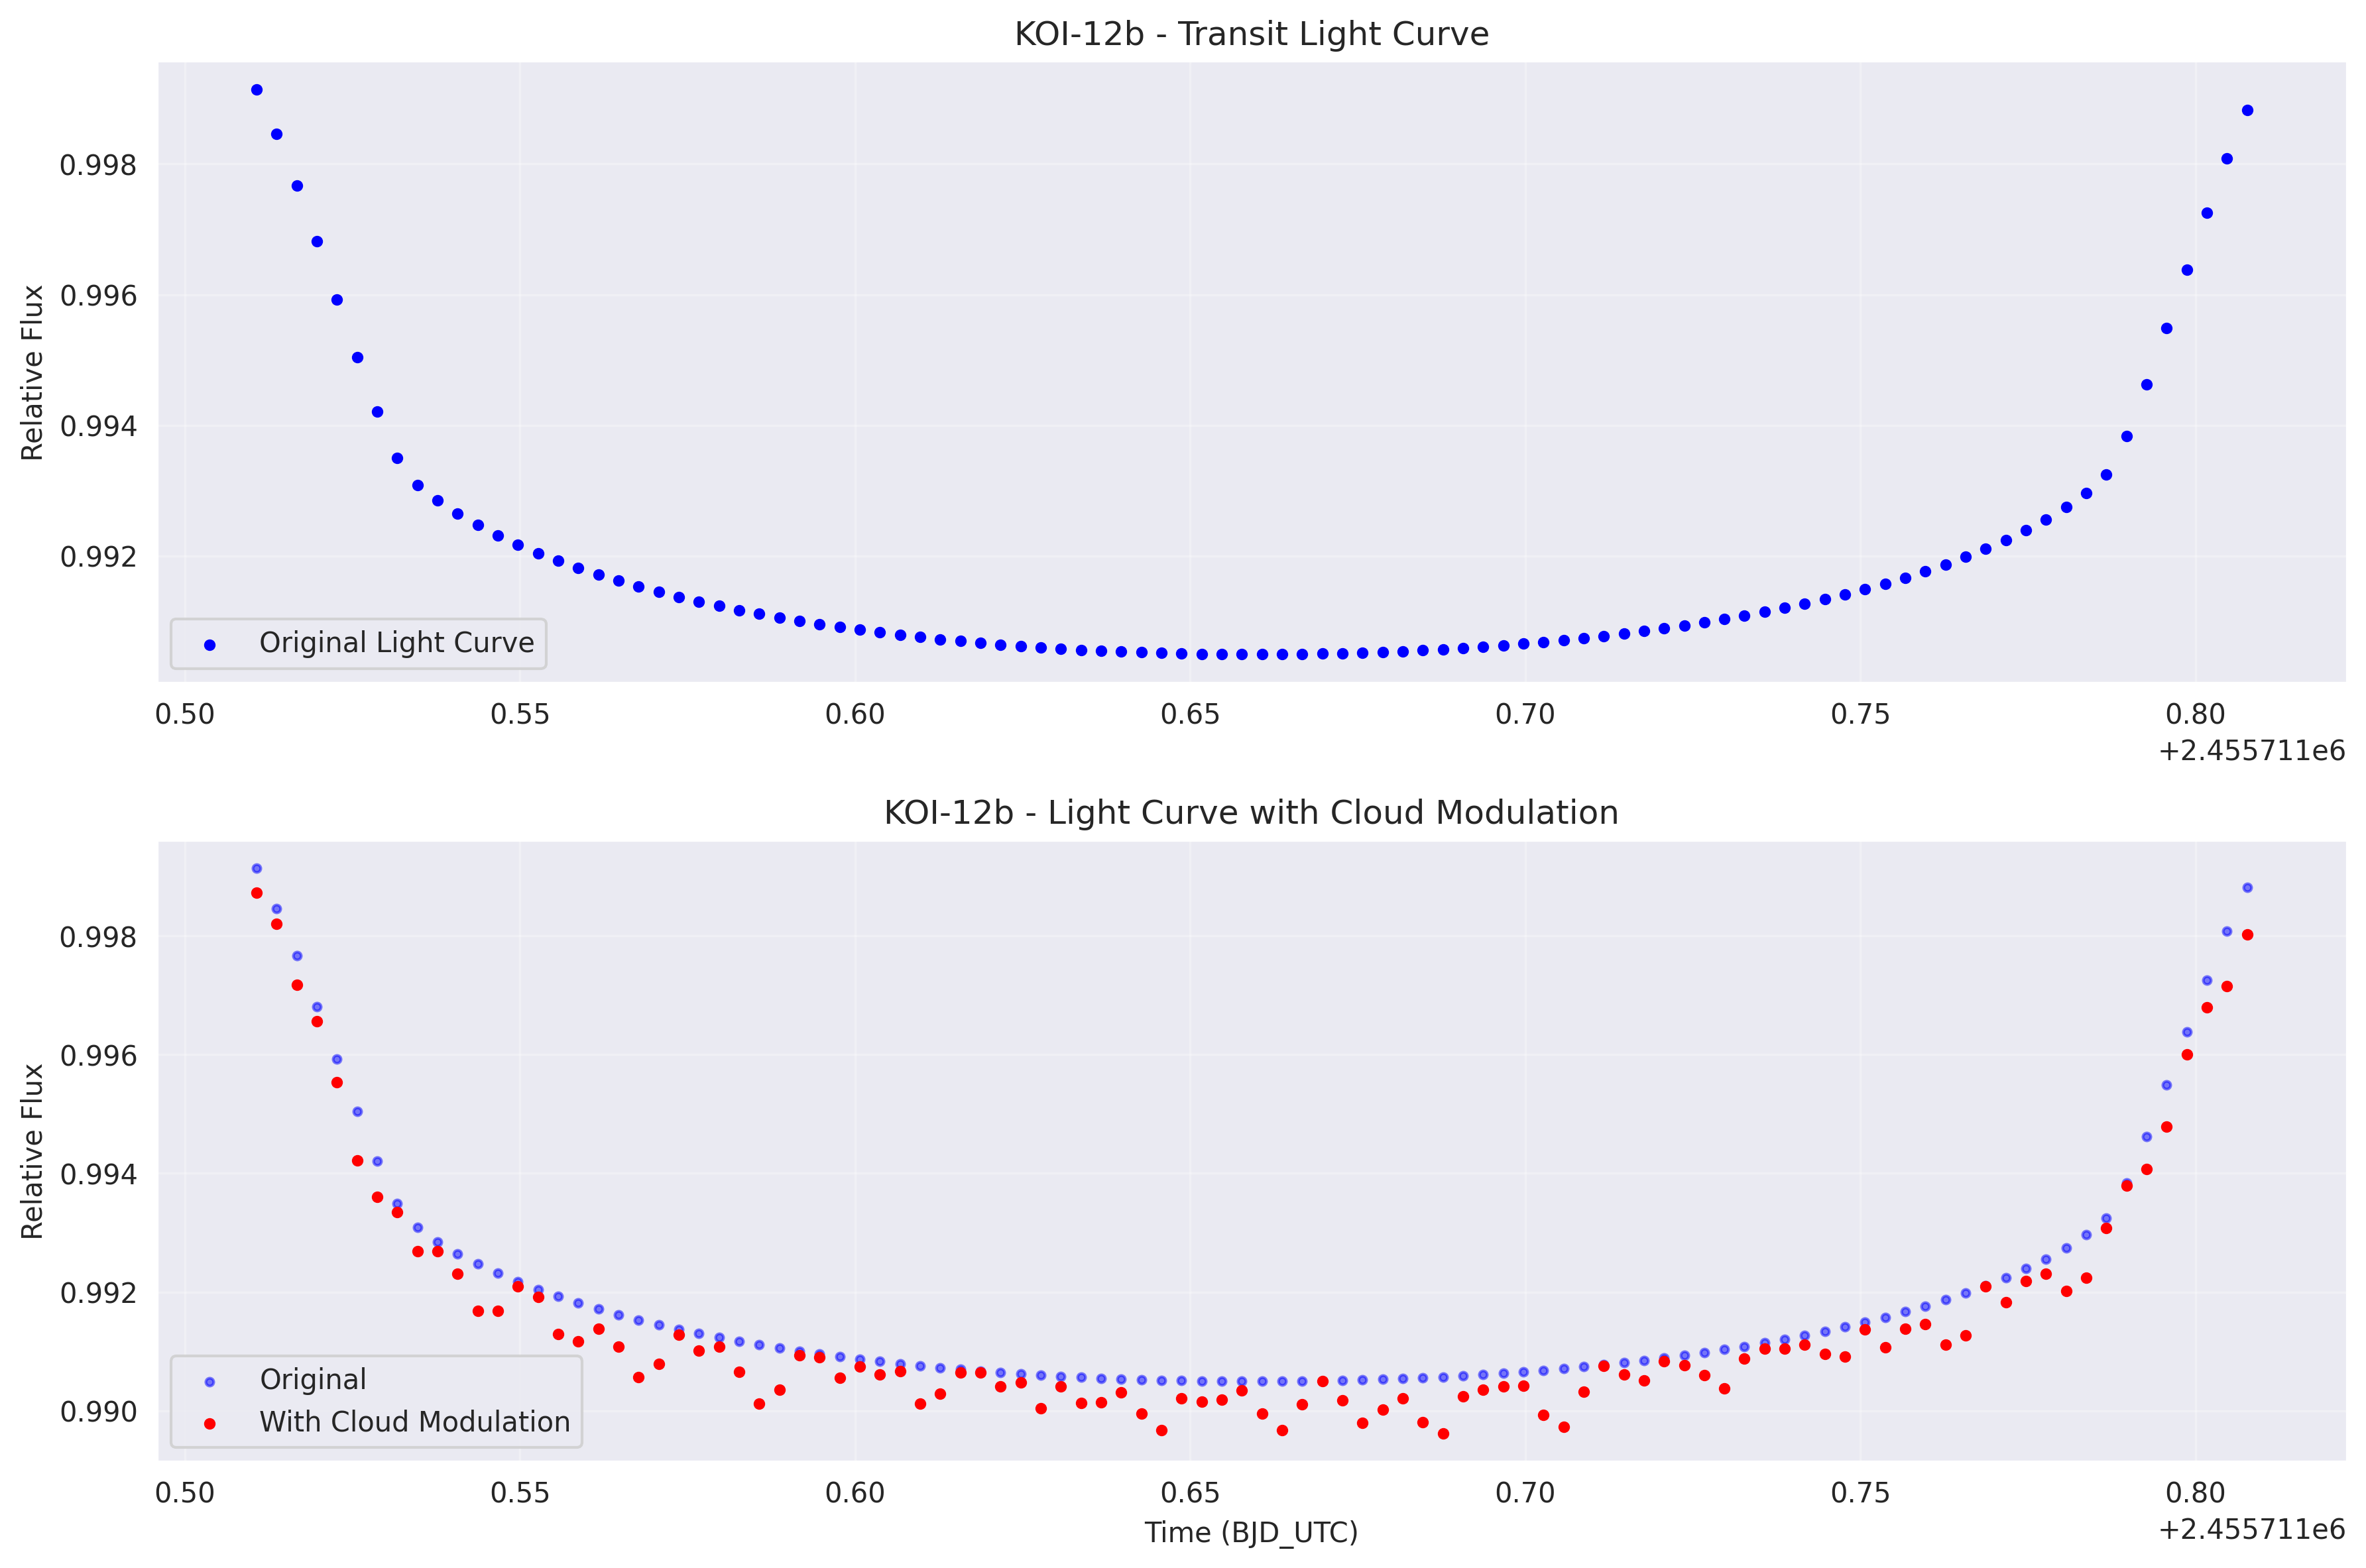 KOI-12b - Transit Light Curve
Relative Flux
0.998
0.996
0.994
0.992
Original Light Curve
0.50 0.55 0.60 0.65 0.70 0.75 0.80
+2.455711e6
KOI-12b - Light Curve with Cloud Modulation
Relative Flux
0.998
0.996
0.994
0.992
0.990
Original
With Cloud Modulation
0.50 0.55 0.60 0.65 0.70 0.75 0.80
Time (BJD_UTC)
+2.455711e6